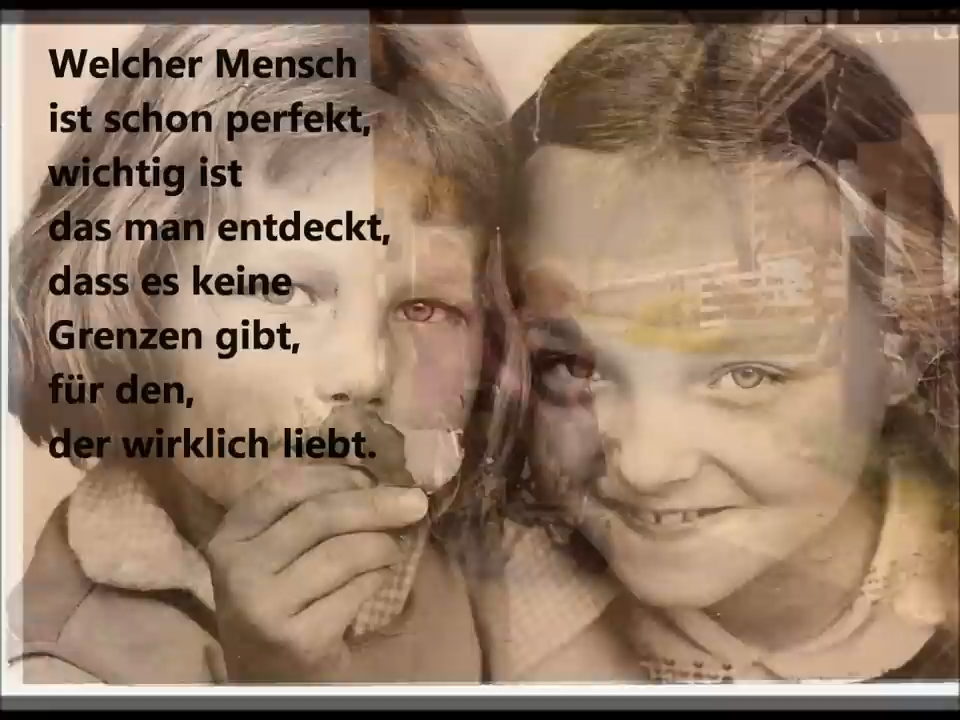 Welcher Mensch
ist schon perfekt,
wichtig ist
das man entdeckt,
dass es keine
Grenzen gibt,
für den,
der wirklich liebt.